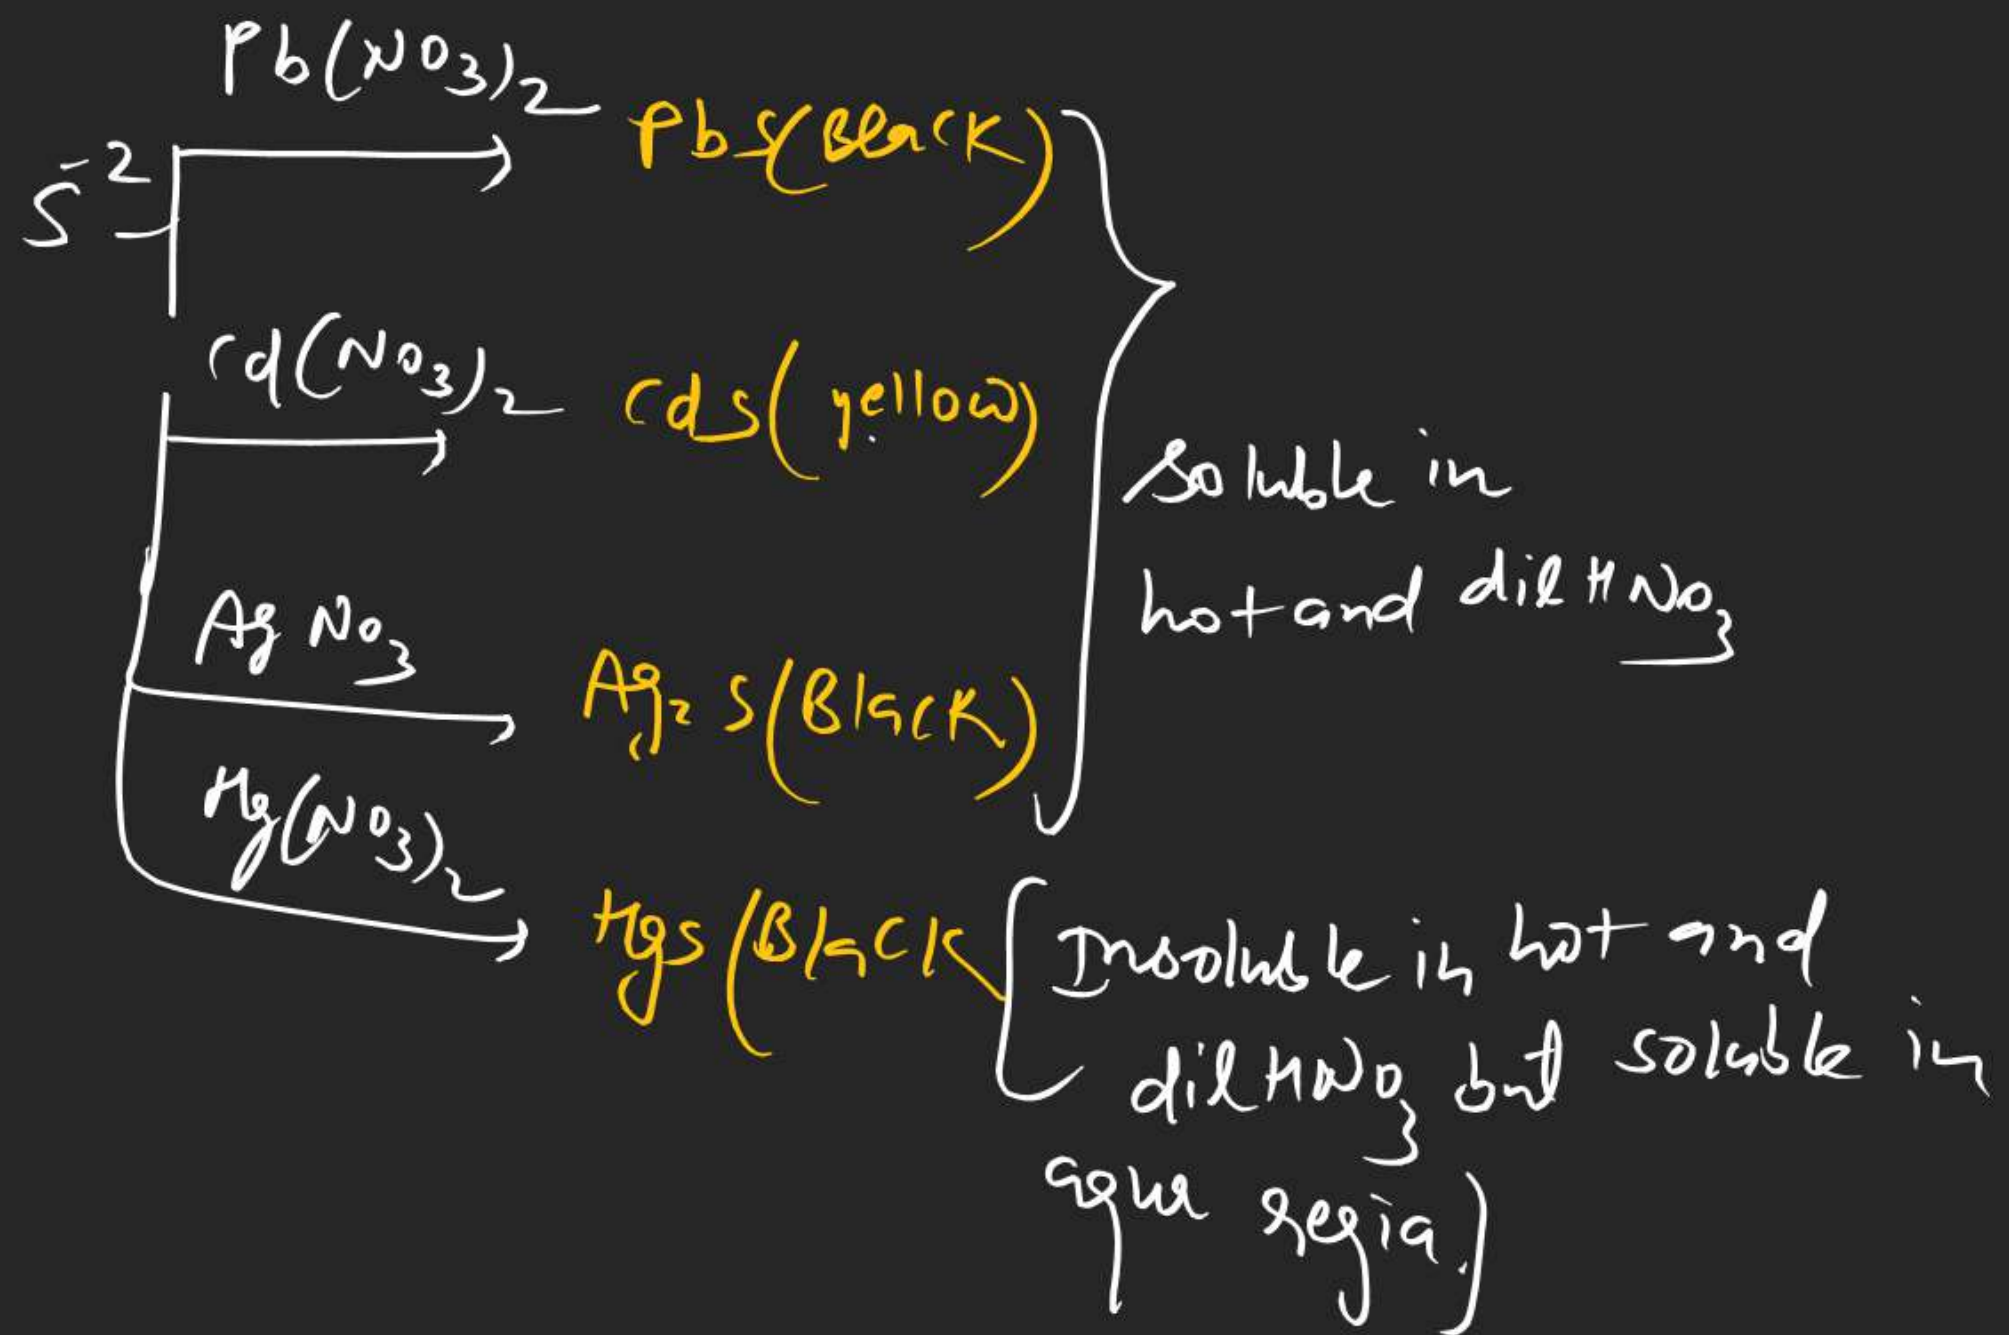 Pb(NO3)2
PbS(Black)
S-2
Cd(NO3)2
Cds(yellow)
Soluble in
hot and dil HNO3
AgNO3
Ag2S(Black)
Hg(NO3)2
Hgs(Black
[Insoluble in hot and
dil HNO3 but soluble in
aqua regia.]